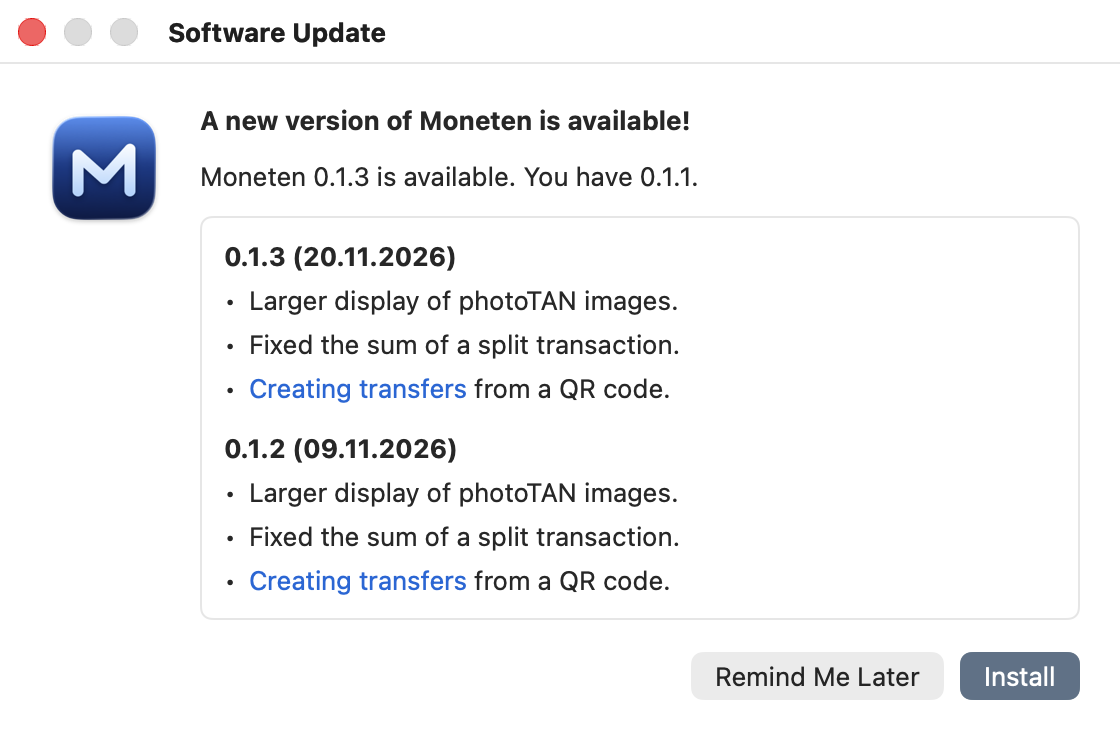 Software Update
A new version of Moneten is available!
Moneten 0.1.3 is available. You have 0.1.1.
0.1.3 (20.11.2026)
• Larger display of photoTAN images.
• Fixed the sum of a split transaction.
• Creating transfers from a QR code.
0.1.2 (09.11.2026)
• Larger display of photoTAN images.
• Fixed the sum of a split transaction.
• Creating transfers from a QR code.
Remind Me Later
Install